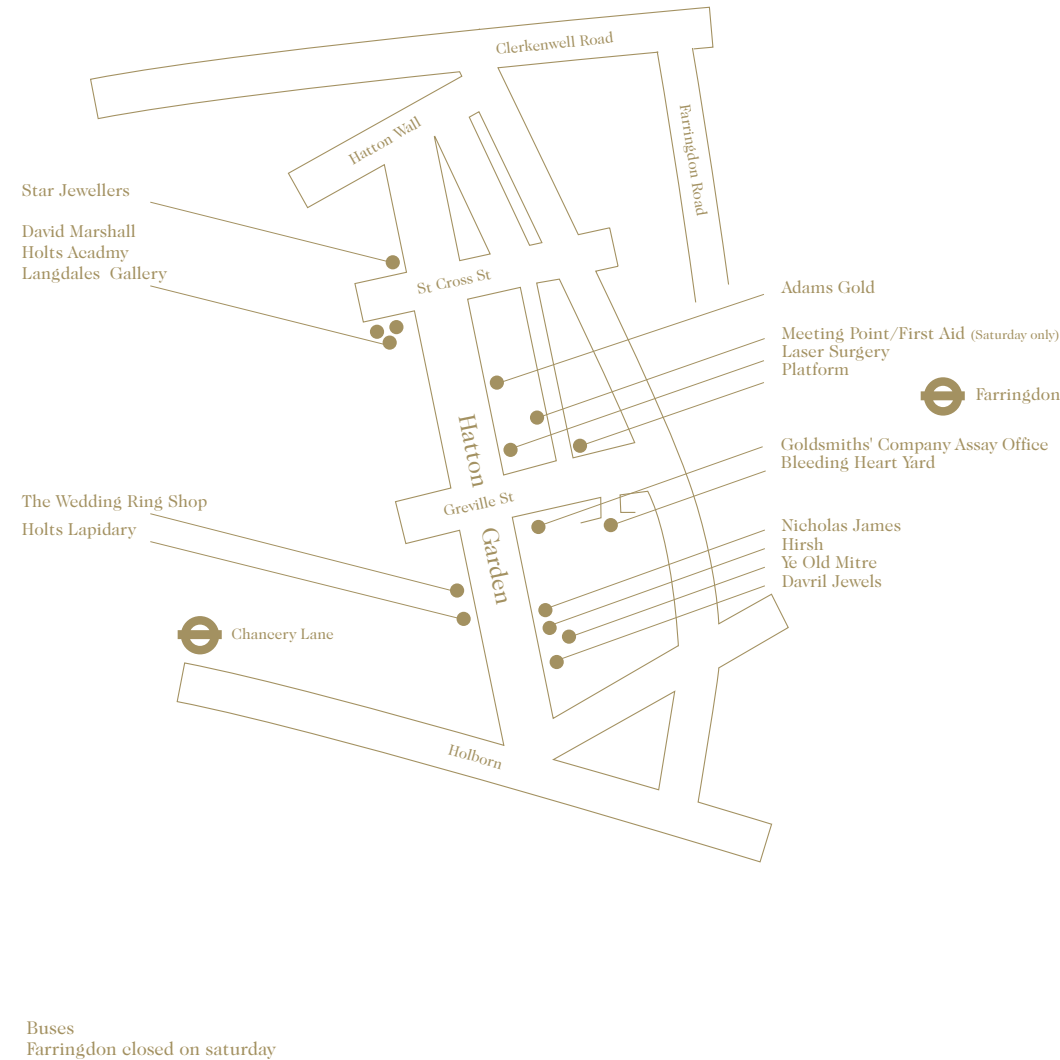 Clerkenwell Road
Hatton Wall
Farringdon Road
Star Jewellers
David Marshall
Holts Acadmy
Langdales Gallery
St Cross St
Adams Gold
Meeting Point/First Aid (Saturday only)
Laser Surgery
Platform
Farringdon
Hatton
Garden
Goldsmiths' Company Assay Office
Bleeding Heart Yard
Greville St
The Wedding Ring Shop
Holts Lapidary
Nicholas James
Hirsh
Ye Old Mitre
Davril Jewels
Chancery Lane
Holborn
Buses
Farringdon closed on saturday